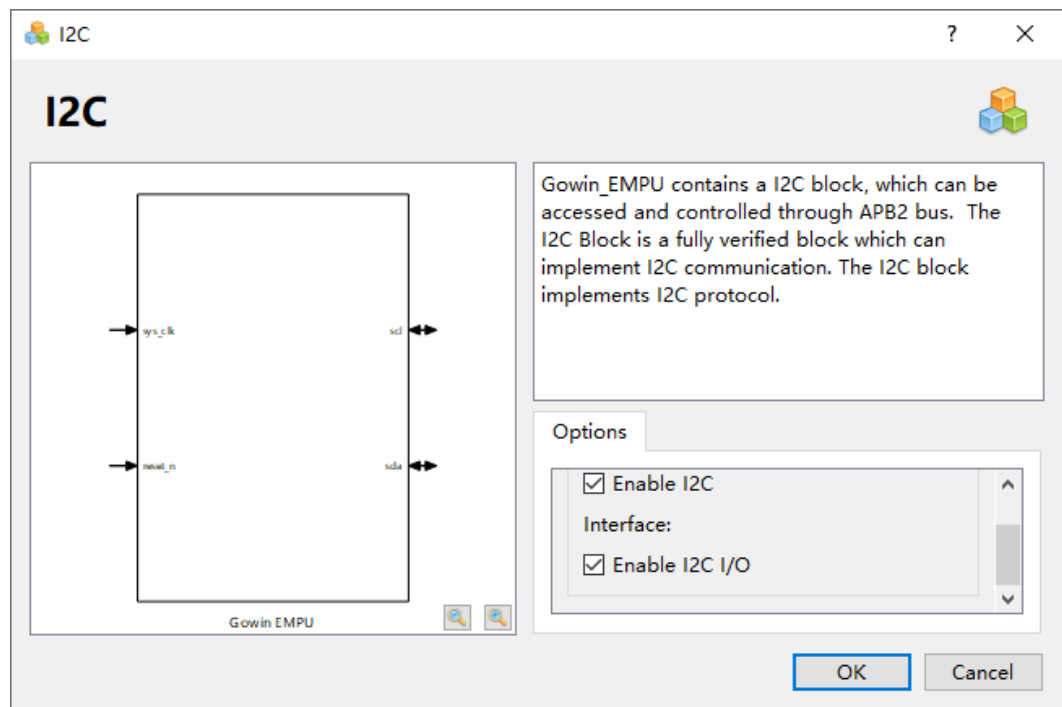 I2C
?
I2C
Gowin_EMPU contains a I2C block, which can be
accessed and controlled through APB2 bus.  The
I2C Block is a fully verified block which can
implement I2C communication. The I2C block
implements I2C protocol.
sys_clk
scl
reset_n
sda
Gowin EMPU
Options
Enable I2C
Interface:
Enable I2C I/O
OK
Cancel